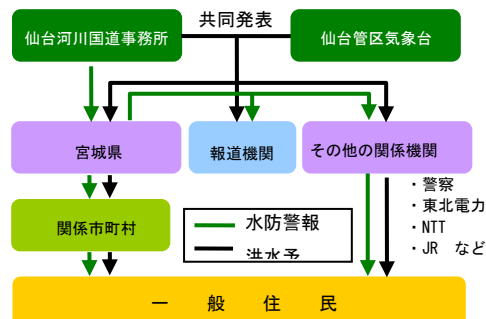 共同発表
仙台河川国道事務所
仙台管区気象台
宮城県
報道機関
その他の関係機関
・警察
・東北電力
・NTT
・JR など
関係市町村
水防警報
洪水予
一般住民